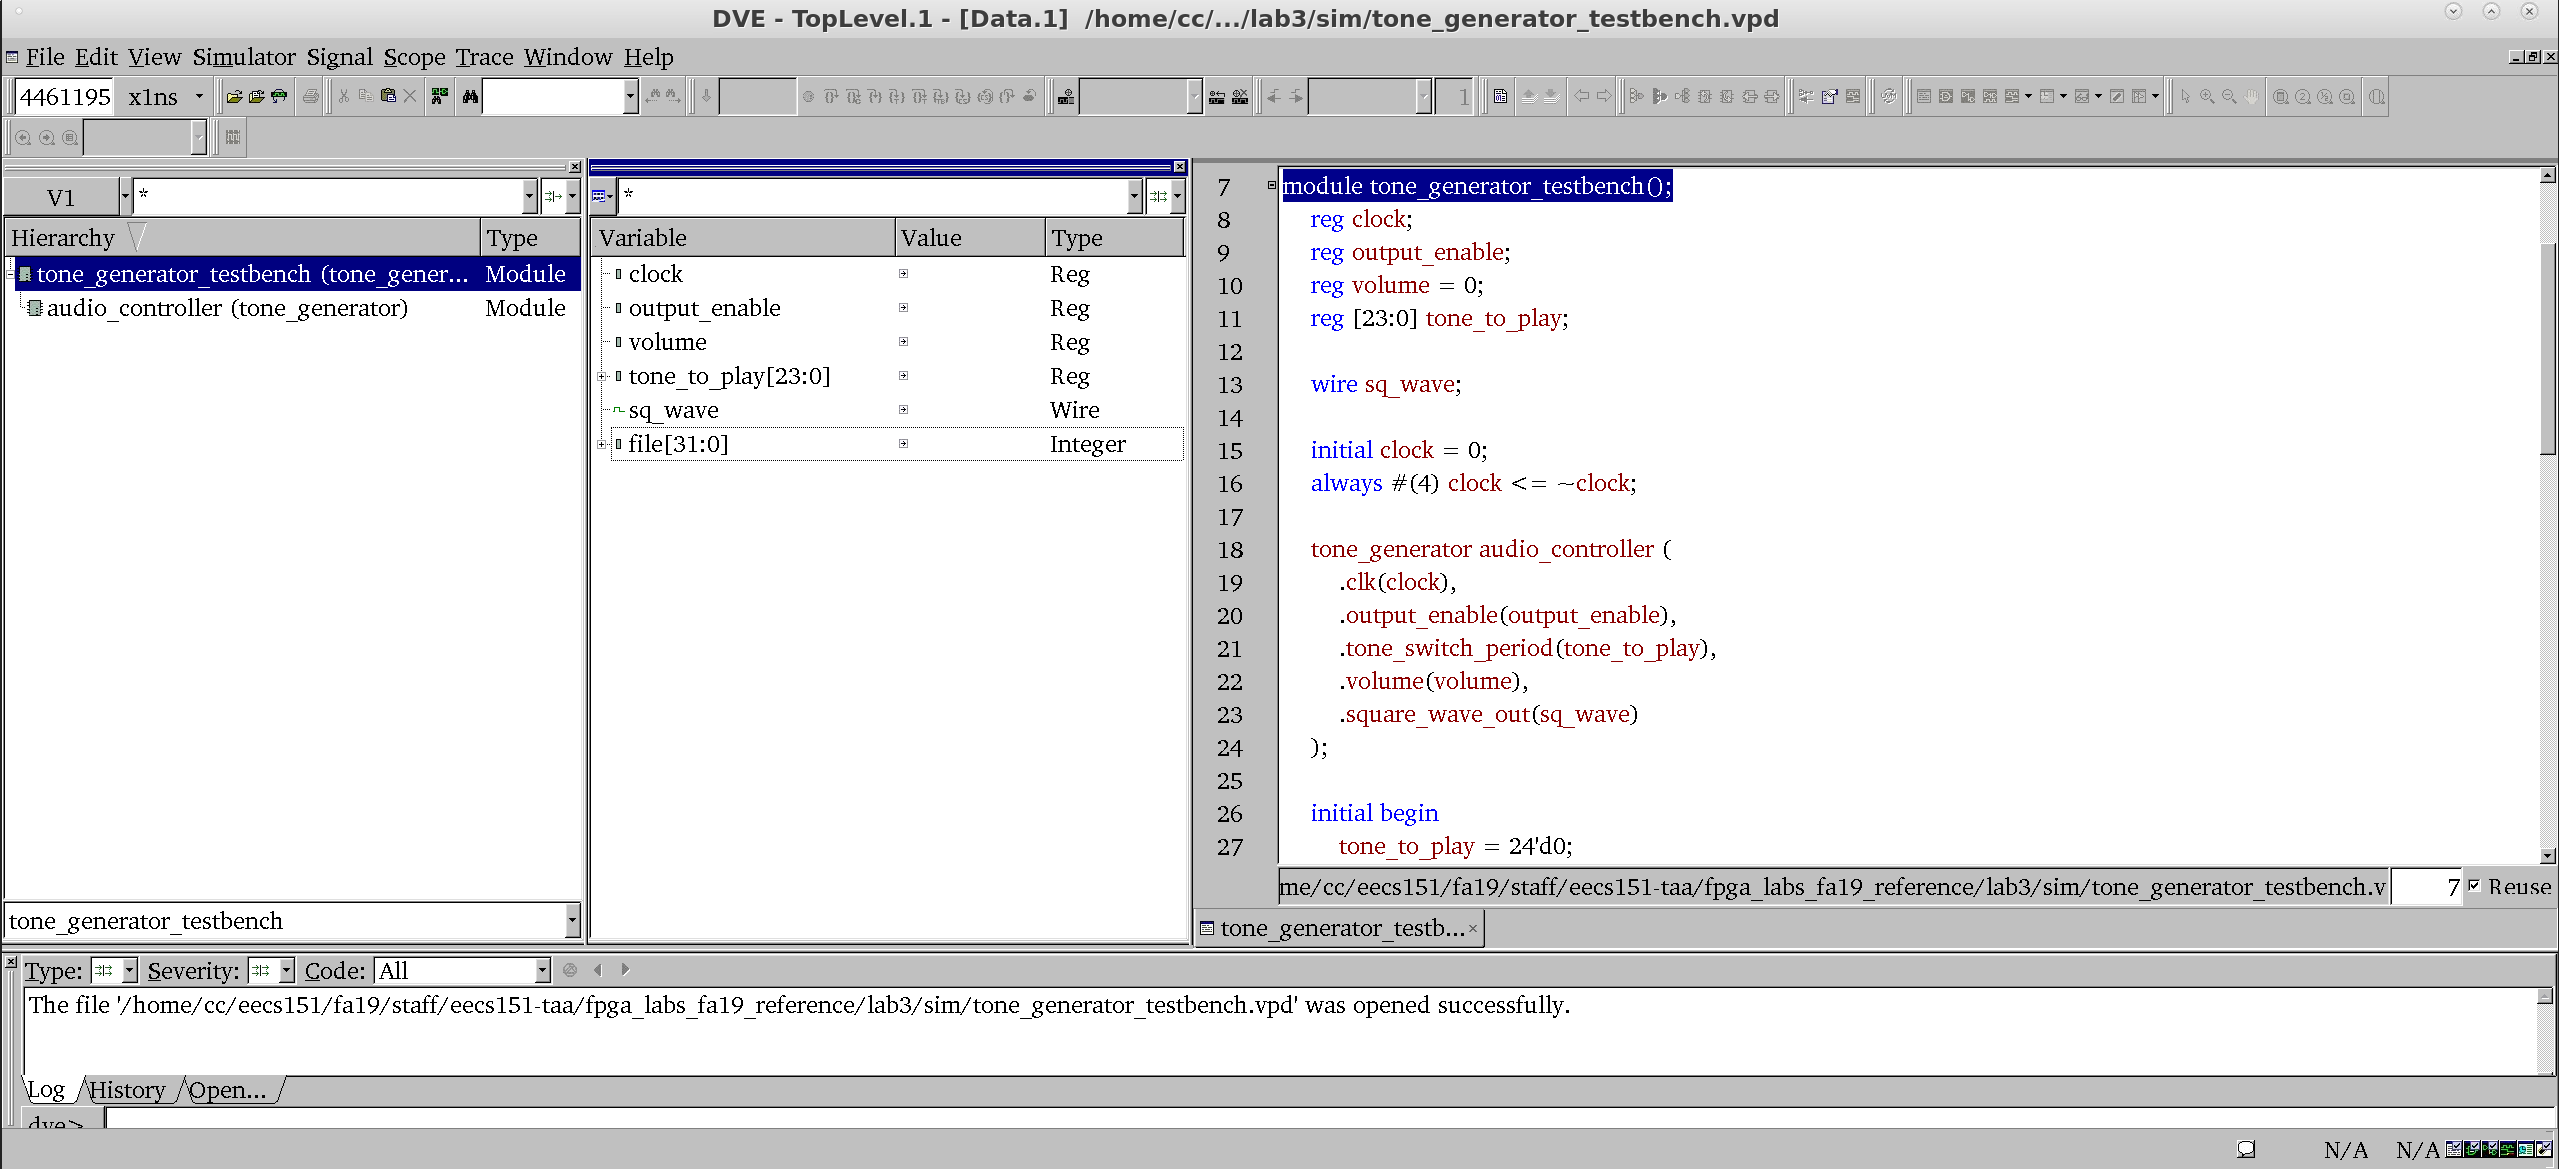 DVE - TopLevel.1 - [Data.1] /home/cc/.../lab3/sim/tone_generator_testbench.vpd
File Edit View Simulator Signal Scope Trace Window Help
4461195 x1ns
1
V1 *
Hierarchy Type
tone_generator_testbench (tone_gener... Module
audio_controller (tone_generator) Module
tone_generator_testbench
*
Variable Value Type
clock Reg
output_enable Reg
volume Reg
tone_to_play[23:0] Reg
sq_wave Wire
file[31:0] Integer
7 module tone_generator_testbench();
8 reg clock;
9 reg output_enable;
10 reg volume = 0;
11 reg [23:0] tone_to_play;
12
13 wire sq_wave;
14
15 initial clock = 0;
16 always #(4) clock <= ~clock;
17
18 tone_generator audio_controller (
19 .clk(clock),
20 .output_enable(output_enable),
21 .tone_switch_period(tone_to_play),
22 .volume(volume),
23 .square_wave_out(sq_wave)
24 );
25
26 initial begin
27 tone_to_play = 24'd0;
me/cc/eecs151/fa19/staff/eecs151-taa/fpga_labs_fa19_reference/lab3/sim/tone_generator_testbench.v 7 Reuse
tone_generator_testb...
Type: Severity: Code: All
The file '/home/cc/eecs151/fa19/staff/eecs151-taa/fpga_labs_fa19_reference/lab3/sim/tone_generator_testbench.vpd' was opened successfully.
Log History Open...
dve>
N/A N/A